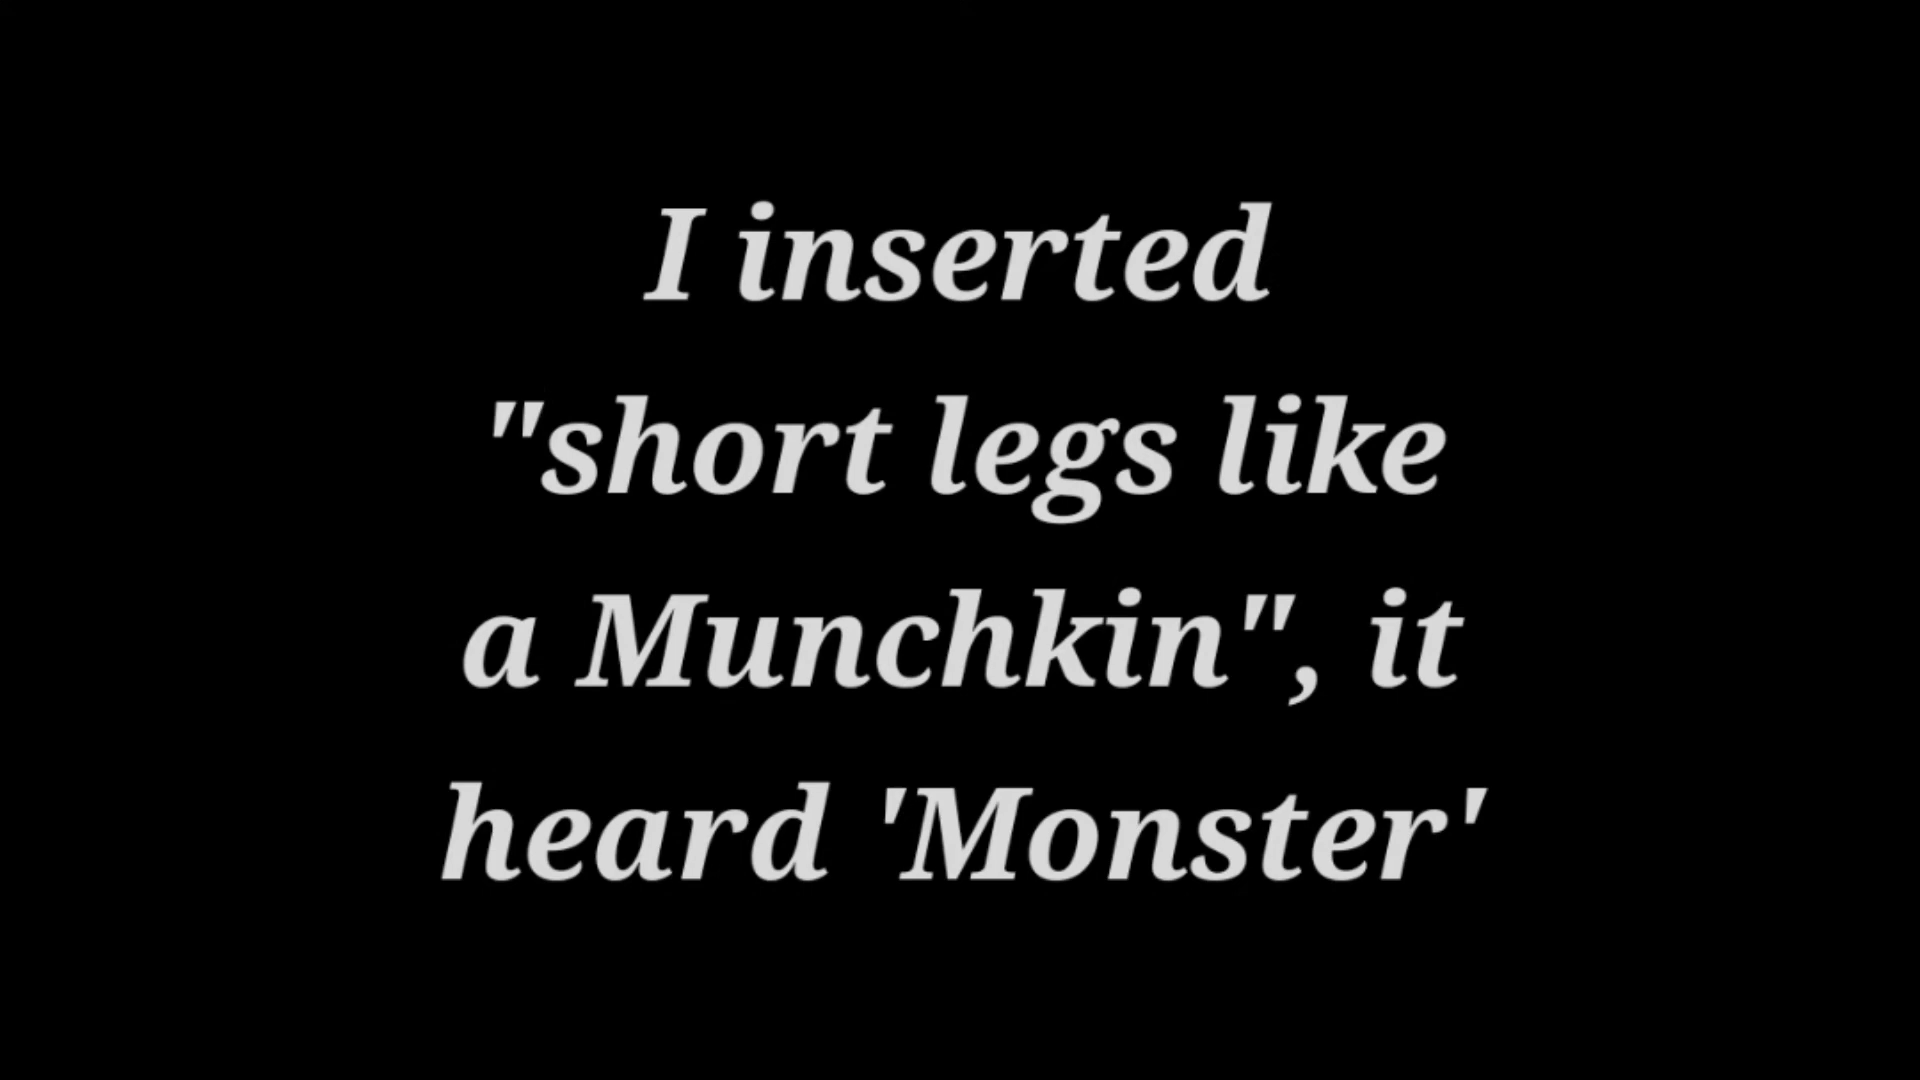 I inserted
"short legs like
a Munchkin", it
heard 'Monster'